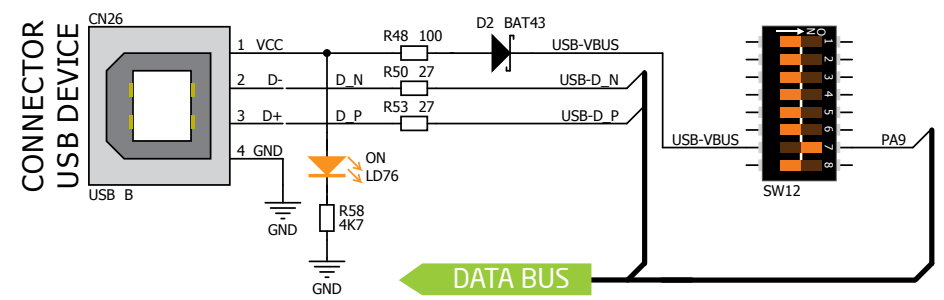 CONNECTOR
USB DEVICE
CN26
USB B
1 VCC
2 D-
3 D+
4 GND
GND
D_N
D_P
R48 100
R50 27
R53 27
D2 BAT43
USB-VBUS
USB-D_N
USB-D_P
ON
LD76
R58
4K7
GND
USB-VBUS
O
N
1
2
3
4
5
6
7
8
SW12
PA9
DATA BUS